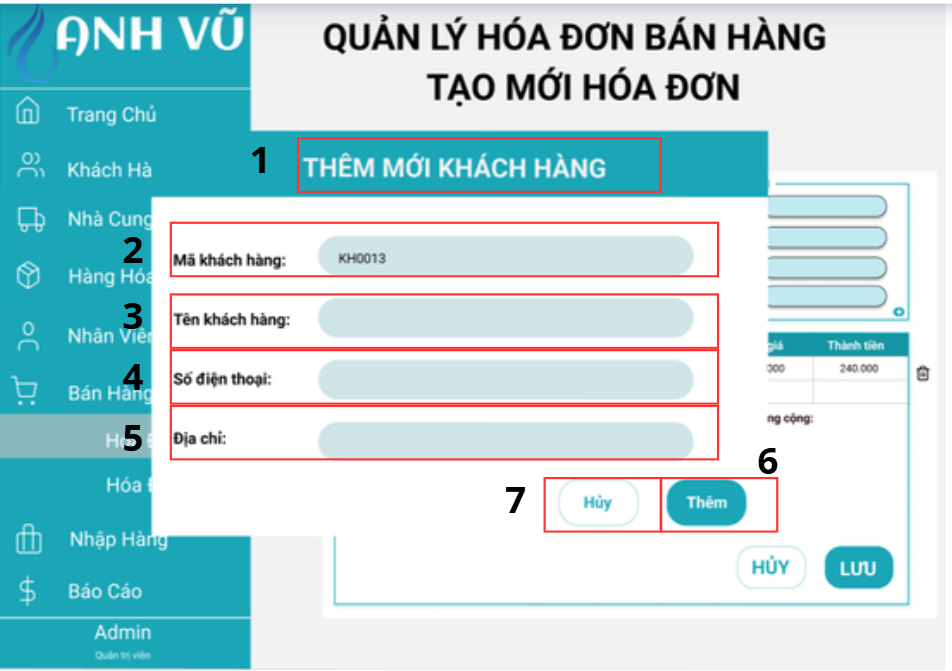 ANH VŨ
QUẢN LÝ HÓA ĐƠN BÁN HÀNG
TẠO MỚI HÓA ĐƠN
Trang Chủ
Khách Hà
Nhà Cung
Hàng Hóa
Nhân Viên
Bán Hàng
Hóa
Nhập Hàng
Báo Cáo
Admin
Quản trị viên
1
THÊM MỚI KHÁCH HÀNG
2
Mã khách hàng:
KH0013
3
Tên khách hàng:
4
Số điện thoại:
5
Địa chỉ:
6
7
Hủy
Thêm
giá
Thành tiền
000
240.000
ng cộng:
HỦY
LƯU